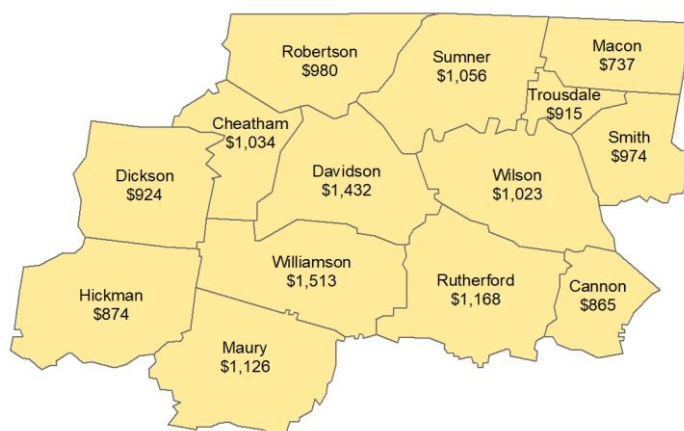 Robertson
$980
Sumner
$1,056
Macon
$737
Trousdale
$915
Cheatham
$1,034
Smith
$974
Dickson
$924
Davidson
$1,432
Wilson
$1,023
Williamson
$1,513
Rutherford
$1,168
Hickman
$874
Cannon
$865
Maury
$1,126